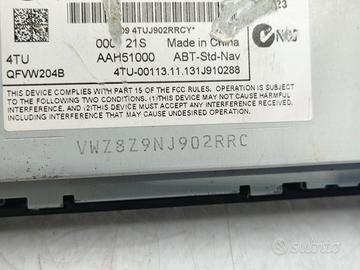 09 4TUJ902RRCY*
000 21S Made in China
4TU AAH51000 ABT-Std-Nav
QFVW204B 4TU-00113.11.131J910288
THIS DEVICE COMPLIES WITH PART 15 OF THE FCC RULES. OPERATION IS
SUBJECT TO THE FOLLOWING TWO CONDITIONS:
(1) THIS DEVICE MAY NOT CAUSE HARMFUL INTERFERENCE,
AND (2) THIS DEVICE MUST ACCEPT ANY INTERFERENCE
RECEIVED, INCLUDING INTERFERENCE THAT MAY
CAUSE UNDESIRED OPERATION
VWZ8Z9NJ902RRC
subito